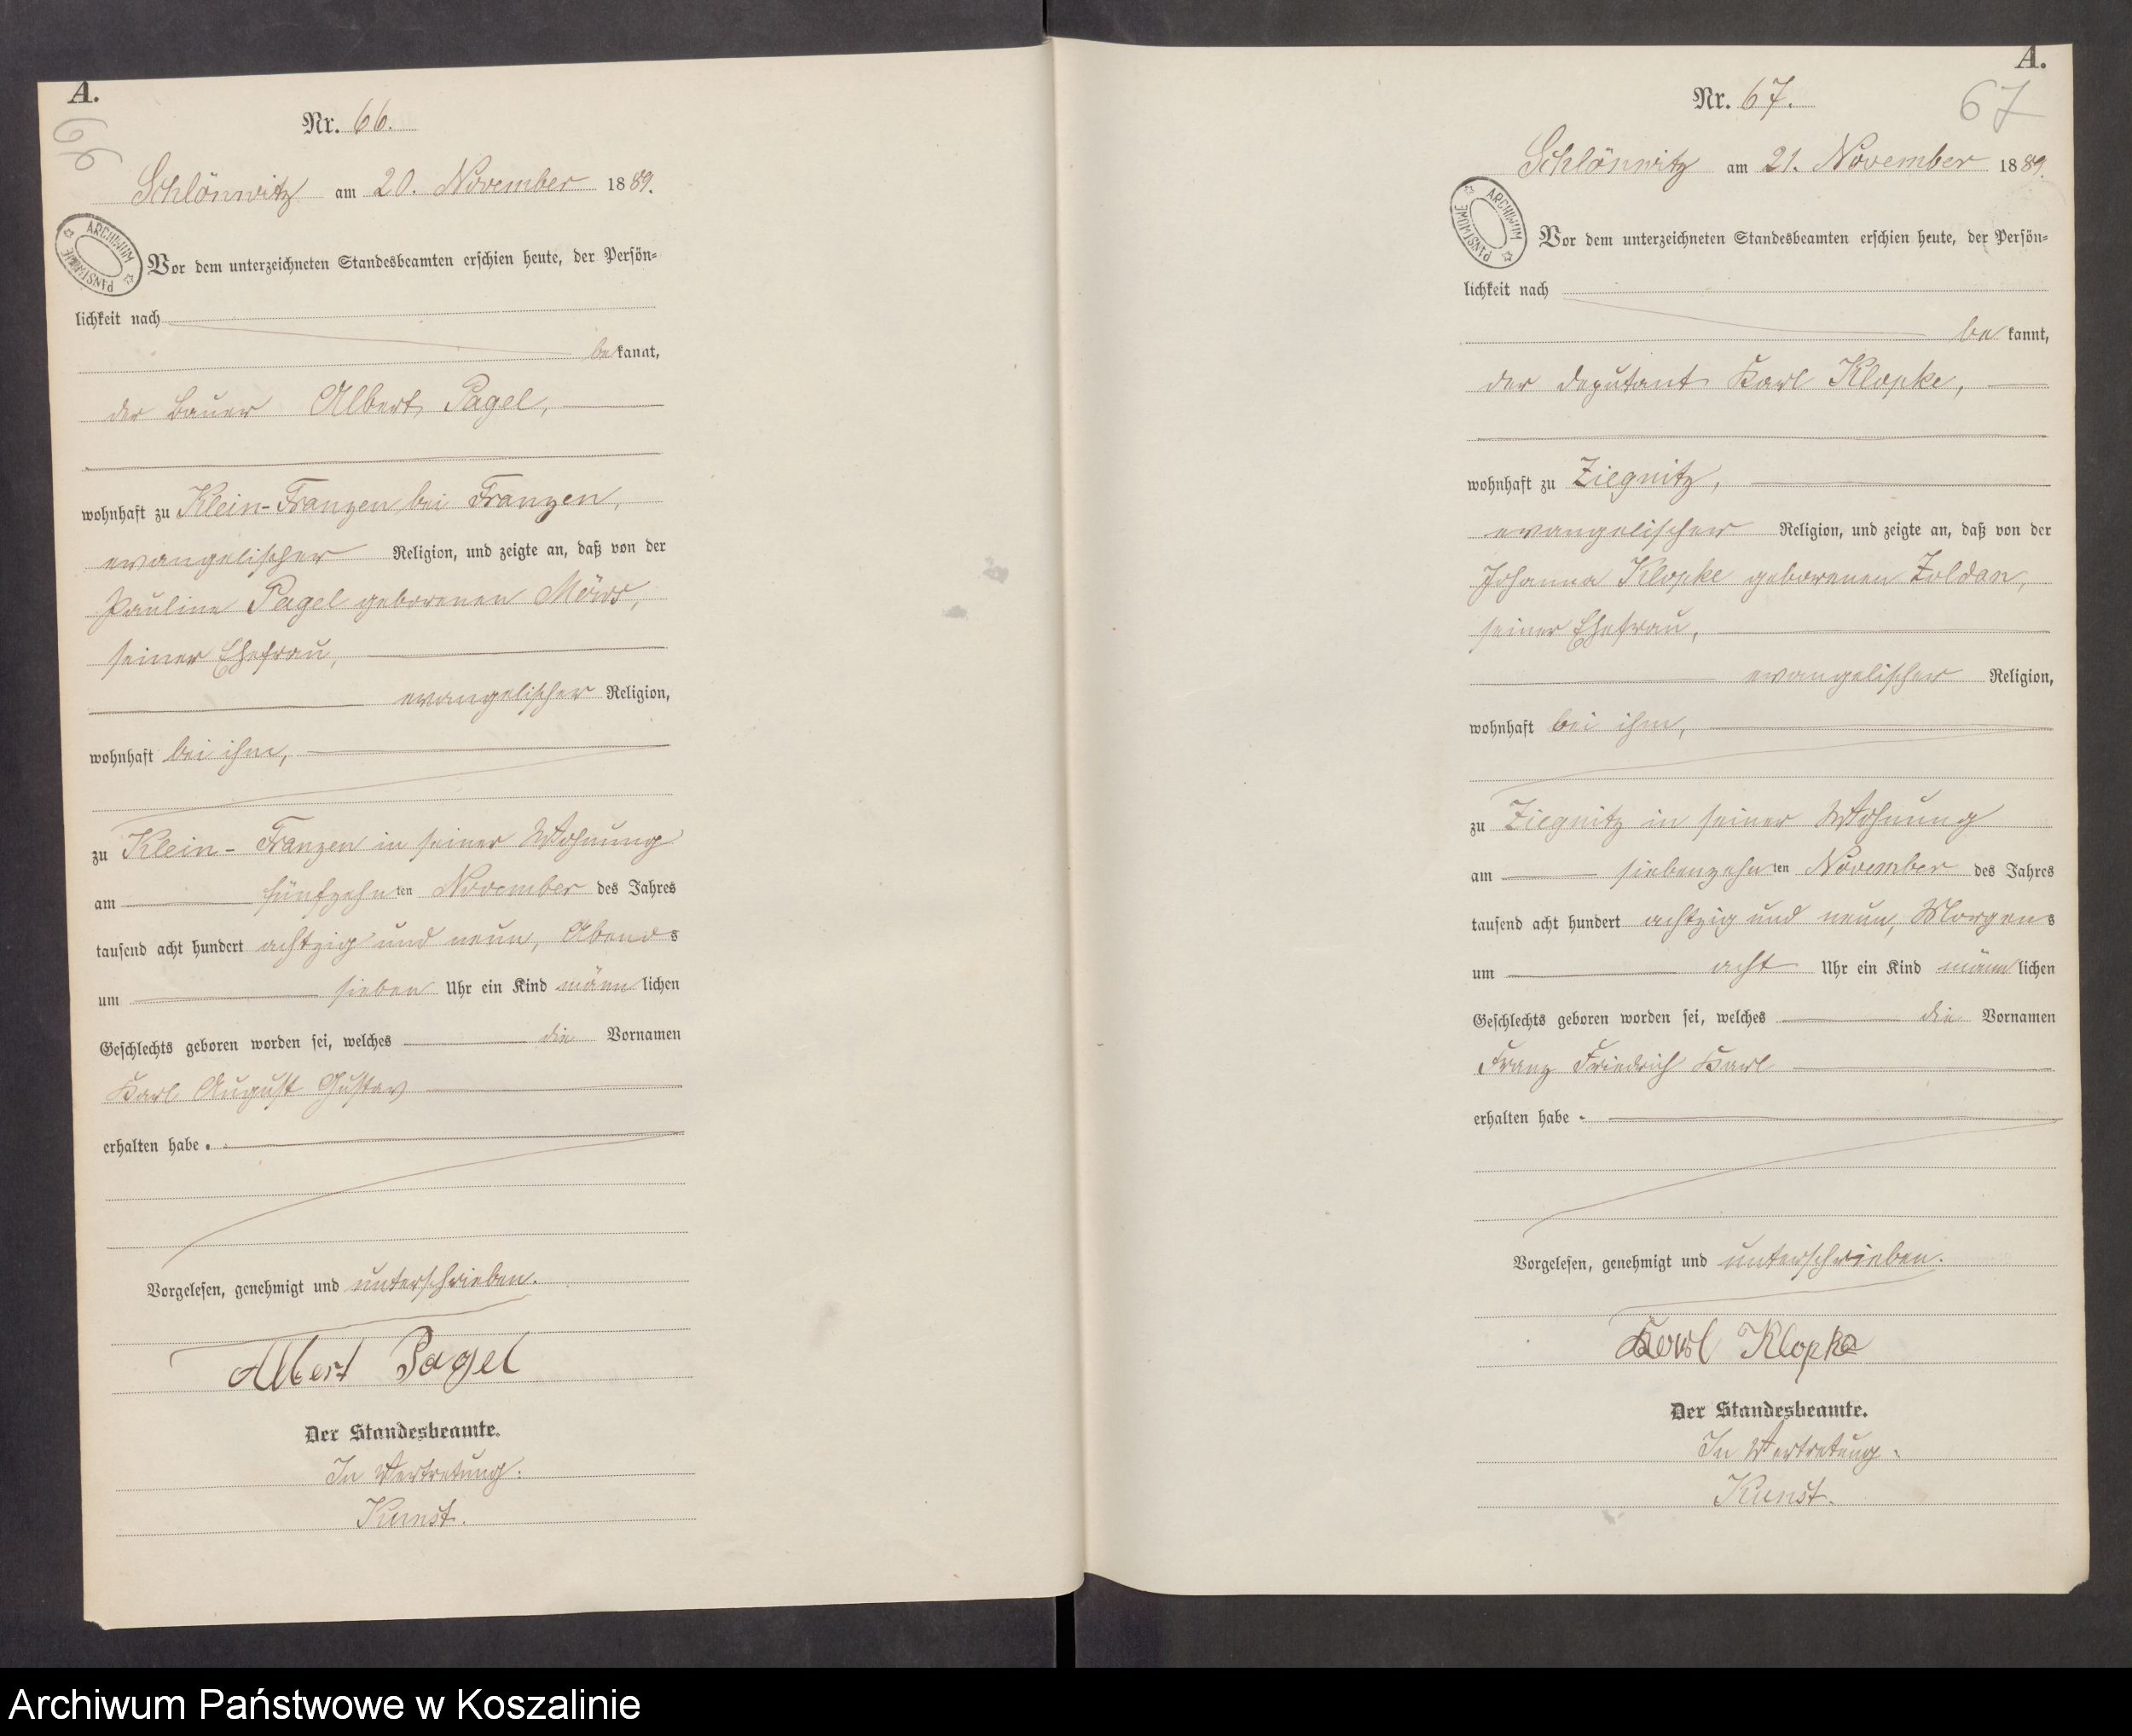 A.
66
Nr. 66.
Schlönwitz am 20. November 1889.
ARCHIWUM PAŃSTWOWE
Vor dem unterzeichneten Standesbeamten erschien heute, der Persön-
lichkeit nach
bekannt,
der Bauer Albert Pagel,
wohnhaft zu Klein-Franzen bei Franzen,
evangelischer Religion, und zeigte an, daß von der
Pauline Pagel geborenen
seiner Ehefrau,
evangelischer Religion,
wohnhaft bei ihm,
zu Klein-Franzen in seiner Wohnung
am fünfzehnten November des Jahres
tausend acht hundert achtzig und neun, Abends
um sieben Uhr ein Kind männlichen
Geschlechts geboren worden sei, welches die Vornamen
Karl August Gustav
erhalten habe.
Vorgelesen, genehmigt und unterschrieben.
Albert Pagel
Der Standesbeamte.
In Vertretung:
Kunst.
A.
67
Nr. 67.
Schlönwitz am 21. November 1889.
ARCHIWUM PAŃSTWOWE
Vor dem unterzeichneten Standesbeamten erschien heute, der Persön-
lichkeit nach
bekannt,
der Deputant Karl Klopke,
wohnhaft zu Ziegnitz,
evangelischer Religion, und zeigte an, daß von der
Johanna Klopke geborenen Zoldan,
seiner Ehefrau,
evangelischer Religion,
wohnhaft bei ihm,
zu Ziegnitz in seiner Wohnung
am siebenzehnten November des Jahres
tausend acht hundert achtzig und neun, Morgens
um acht Uhr ein Kind männlichen
Geschlechts geboren worden sei, welches die Vornamen
Franz Friedrich Karl
erhalten habe.
Vorgelesen, genehmigt und unterschrieben.
Karl Klopke
Der Standesbeamte.
In Vertretung:
Kunst.
Archiwum Państwowe w Koszalinie